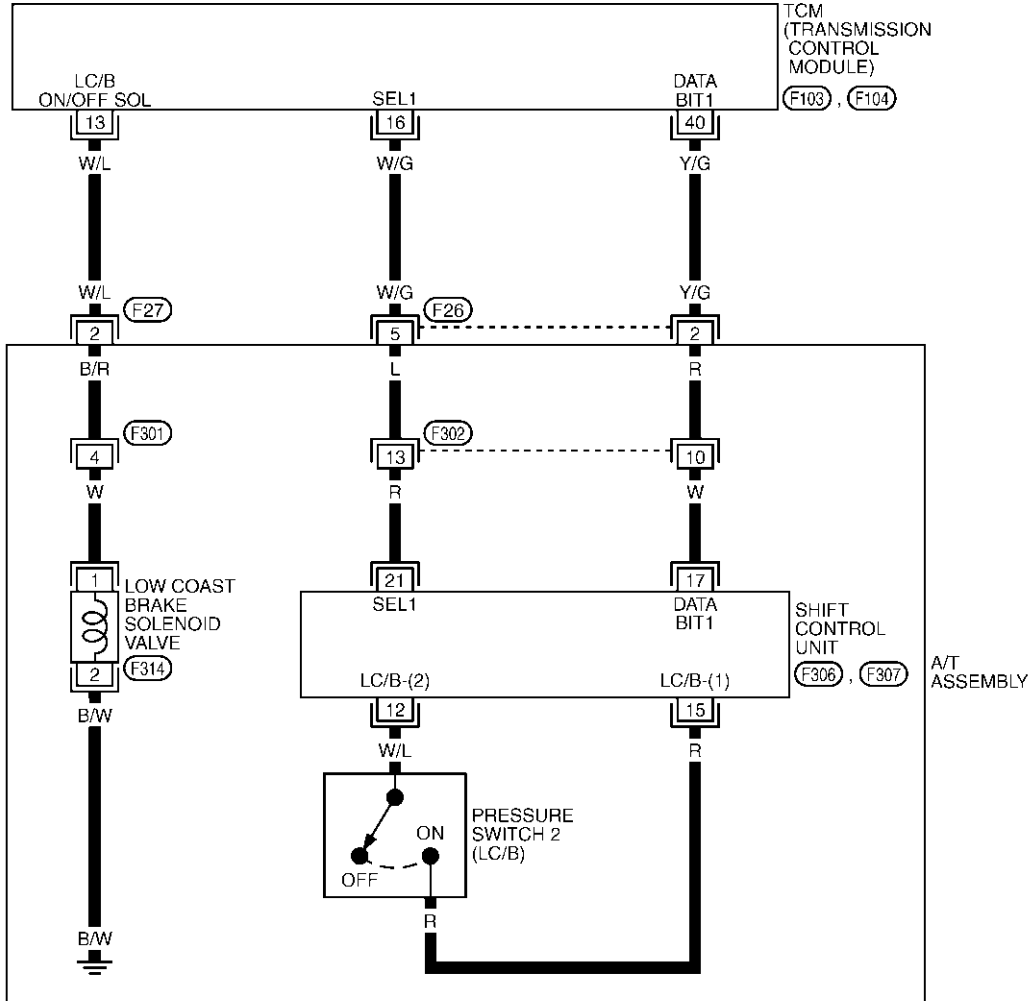 TCM
(TRANSMISSION
CONTROL
MODULE)
F103 , F104
LC/B
ON/OFF SOL
SEL1
DATA
BIT1
13
16
40
W/L
W/G
Y/G
W/L
W/G
Y/G
F27
F26
2
5
2
B/R
L
R
F301
F302
4
13
10
W
R
W
1
21
17
LOW COAST
BRAKE
SOLENOID
VALVE
F314
2
SEL1
DATA
BIT1
SHIFT
CONTROL
UNIT
F306 , F307
A/T
ASSEMBLY
LC/B-(2)
LC/B-(1)
12
15
B/W
W/L
R
PRESSURE
SWITCH 2
(LC/B)
ON
OFF
R
B/W